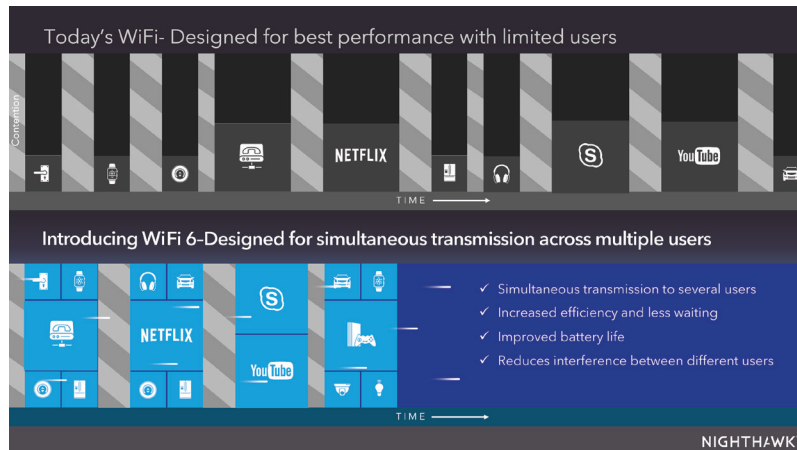 Today's WiFi- Designed for best performance with limited users
Contention
NETFLIX
S
YouTube
TIME
Introducing WiFi 6–Designed for simultaneous transmission across multiple users
S
NETFLIX
YouTube
✓ Simultaneous transmission to several users
✓ Increased efficiency and less waiting
✓ Improved battery life
✓ Reduces interference between different users
TIME
NIGHTHAWK